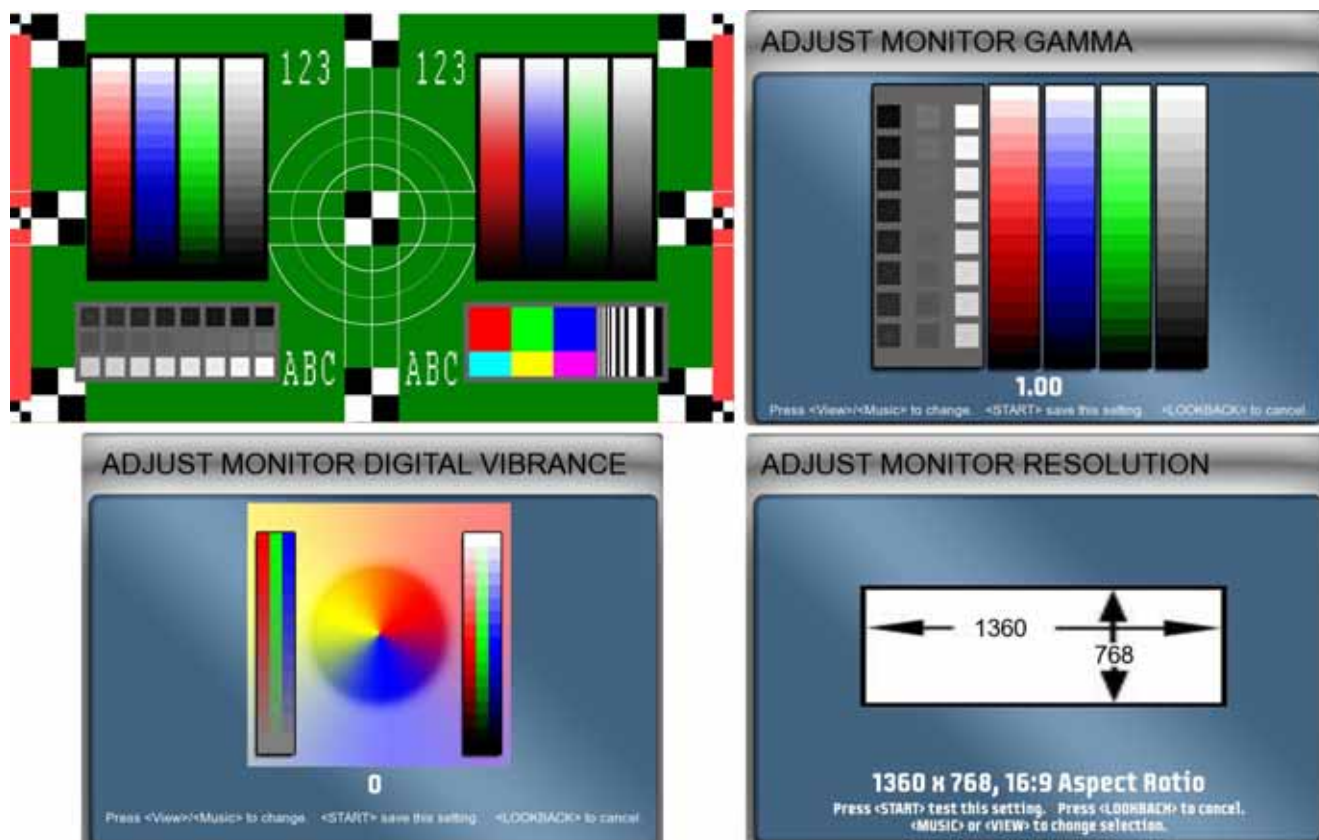 123 123
ABC ABC
ADJUST MONITOR GAMMA
1.00
Press <View>/<Music> to change. <START> save this setting. <LOOKBACK> to cancel.
ADJUST MONITOR DIGITAL VIBRANCE
0
Press <View>/<Music> to change. <START> save this setting. <LOOKBACK> to cancel.
ADJUST MONITOR RESOLUTION
1360
768
1360 x 768, 16:9 Aspect Ratio
Press <START> test this setting. Press <LOOKBACK> to cancel.
<MUSIC> or <VIEW> to change selection.